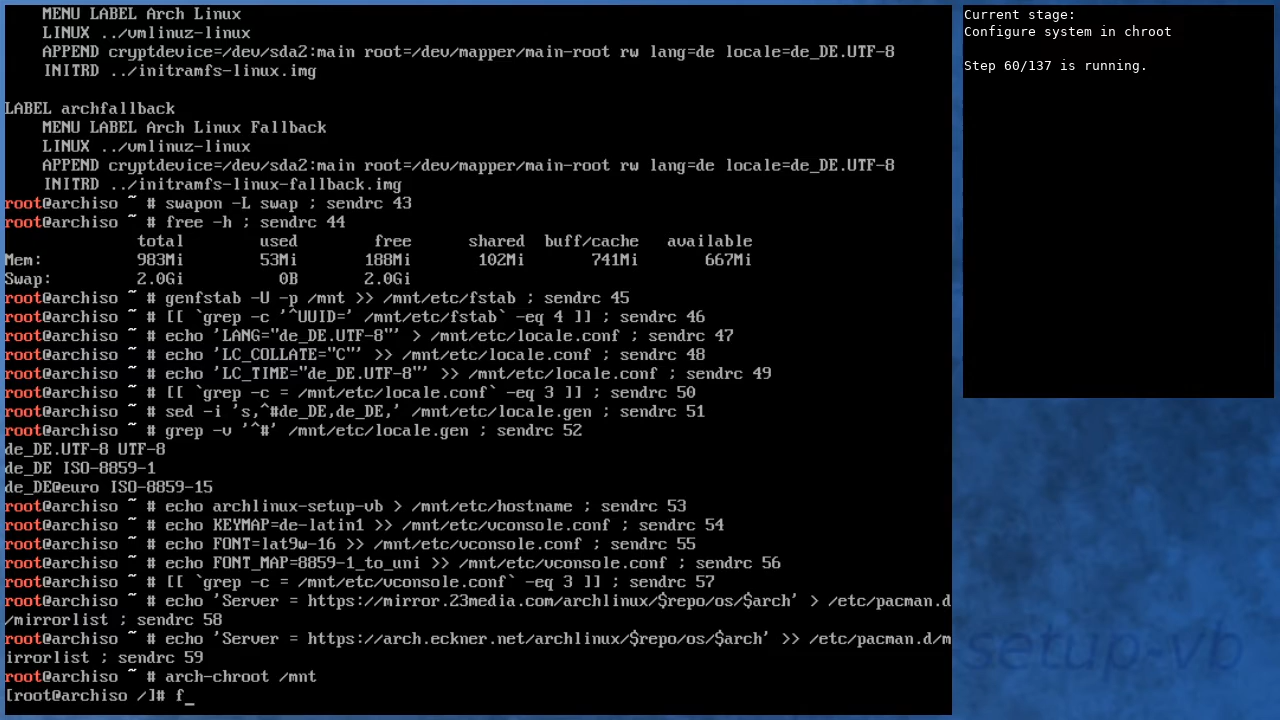 MENU LABEL Arch Linux
LINUX ../vmlinuz-linux
APPEND cryptdevice=/dev/sda2:main root=/dev/mapper/main-root rw lang=de locale=de_DE.UTF-8
INITRD ../initramfs-linux.img
LABEL archfallback
MENU LABEL Arch Linux Fallback
LINUX ../vmlinuz-linux
APPEND cryptdevice=/dev/sda2:main root=/dev/mapper/main-root rw lang=de locale=de_DE.UTF-8
INITRD ../initramfs-linux-fallback.img
root@archiso ~ # swapon -L swap ; sendrc 43
root@archiso ~ # free -h ; sendrc 44
total used free shared buff/cache available
Mem: 983Mi 53Mi 188Mi 102Mi 741Mi 667Mi
Swap: 2.0Gi 0B 2.0Gi
root@archiso ~ # genfstab -U -p /mnt >> /mnt/etc/fstab ; sendrc 45
root@archiso ~ # [[ `grep -c '^UUID=' /mnt/etc/fstab` -eq 4 ]] ; sendrc 46
root@archiso ~ # echo 'LANG="de_DE.UTF-8"' > /mnt/etc/locale.conf ; sendrc 47
root@archiso ~ # echo 'LC_COLLATE="C"' >> /mnt/etc/locale.conf ; sendrc 48
root@archiso ~ # echo 'LC_TIME="de_DE.UTF-8"' >> /mnt/etc/locale.conf ; sendrc 49
root@archiso ~ # [[ `grep -c = /mnt/etc/locale.conf` -eq 3 ]] ; sendrc 50
root@archiso ~ # sed -i 's,^#de_DE,de_DE,' /mnt/etc/locale.gen ; sendrc 51
root@archiso ~ # grep -v '^#' /mnt/etc/locale.gen ; sendrc 52
de_DE.UTF-8 UTF-8
de_DE ISO-8859-1
de_DE@euro ISO-8859-15
root@archiso ~ # echo archlinux-setup-vb > /mnt/etc/hostname ; sendrc 53
root@archiso ~ # echo KEYMAP=de-latin1 >> /mnt/etc/vconsole.conf ; sendrc 54
root@archiso ~ # echo FONT=lat9w-16 >> /mnt/etc/vconsole.conf ; sendrc 55
root@archiso ~ # echo FONT_MAP=8859-1_to_uni >> /mnt/etc/vconsole.conf ; sendrc 56
root@archiso ~ # [[ `grep -c = /mnt/etc/vconsole.conf` -eq 3 ]] ; sendrc 57
root@archiso ~ # echo 'Server = https://mirror.23media.com/archlinux/$repo/os/$arch' > /etc/pacman.d
/mirrorlist ; sendrc 58
root@archiso ~ # echo 'Server = https://arch.eckner.net/archlinux/$repo/os/$arch' >> /etc/pacman.d/m
irrorlist ; sendrc 59
root@archiso ~ # arch-chroot /mnt
[root@archiso /]# f_
Current stage:
Configure system in chroot
Step 60/137 is running.
setup-vb